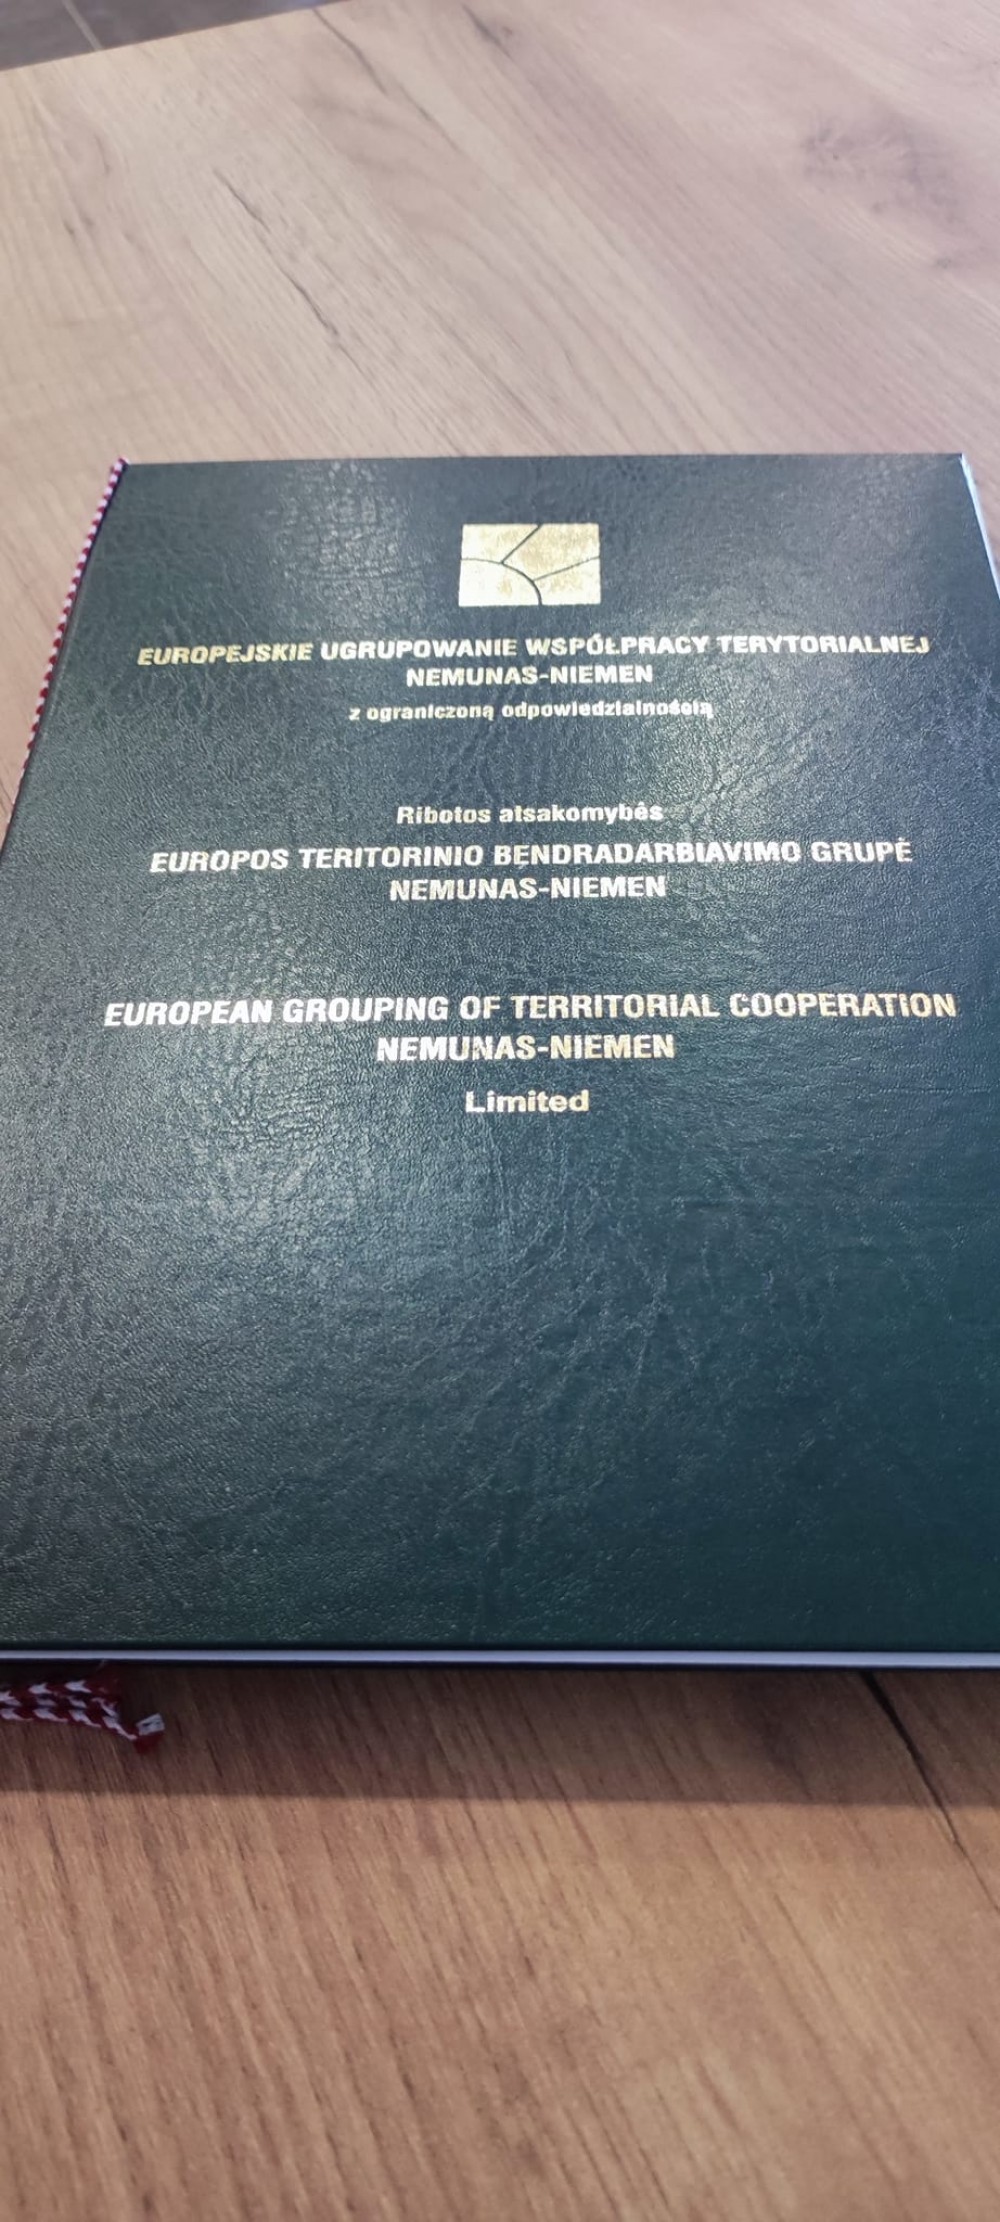 EUROPEJSKIE UGRUPOWANIE WSPÓŁPRACY TERYTORIALNEJ
NEMUNAS-NIEMEN
z ograniczoną odpowiedzialnością
Ribotos atsakomybės
EUROPOS TERITORINIO BENDRADARBIAVIMO GRUPĖ
NEMUNAS-NIEMEN
EUROPEAN GROUPING OF TERRITORIAL COOPERATION
NEMUNAS-NIEMEN
Limited